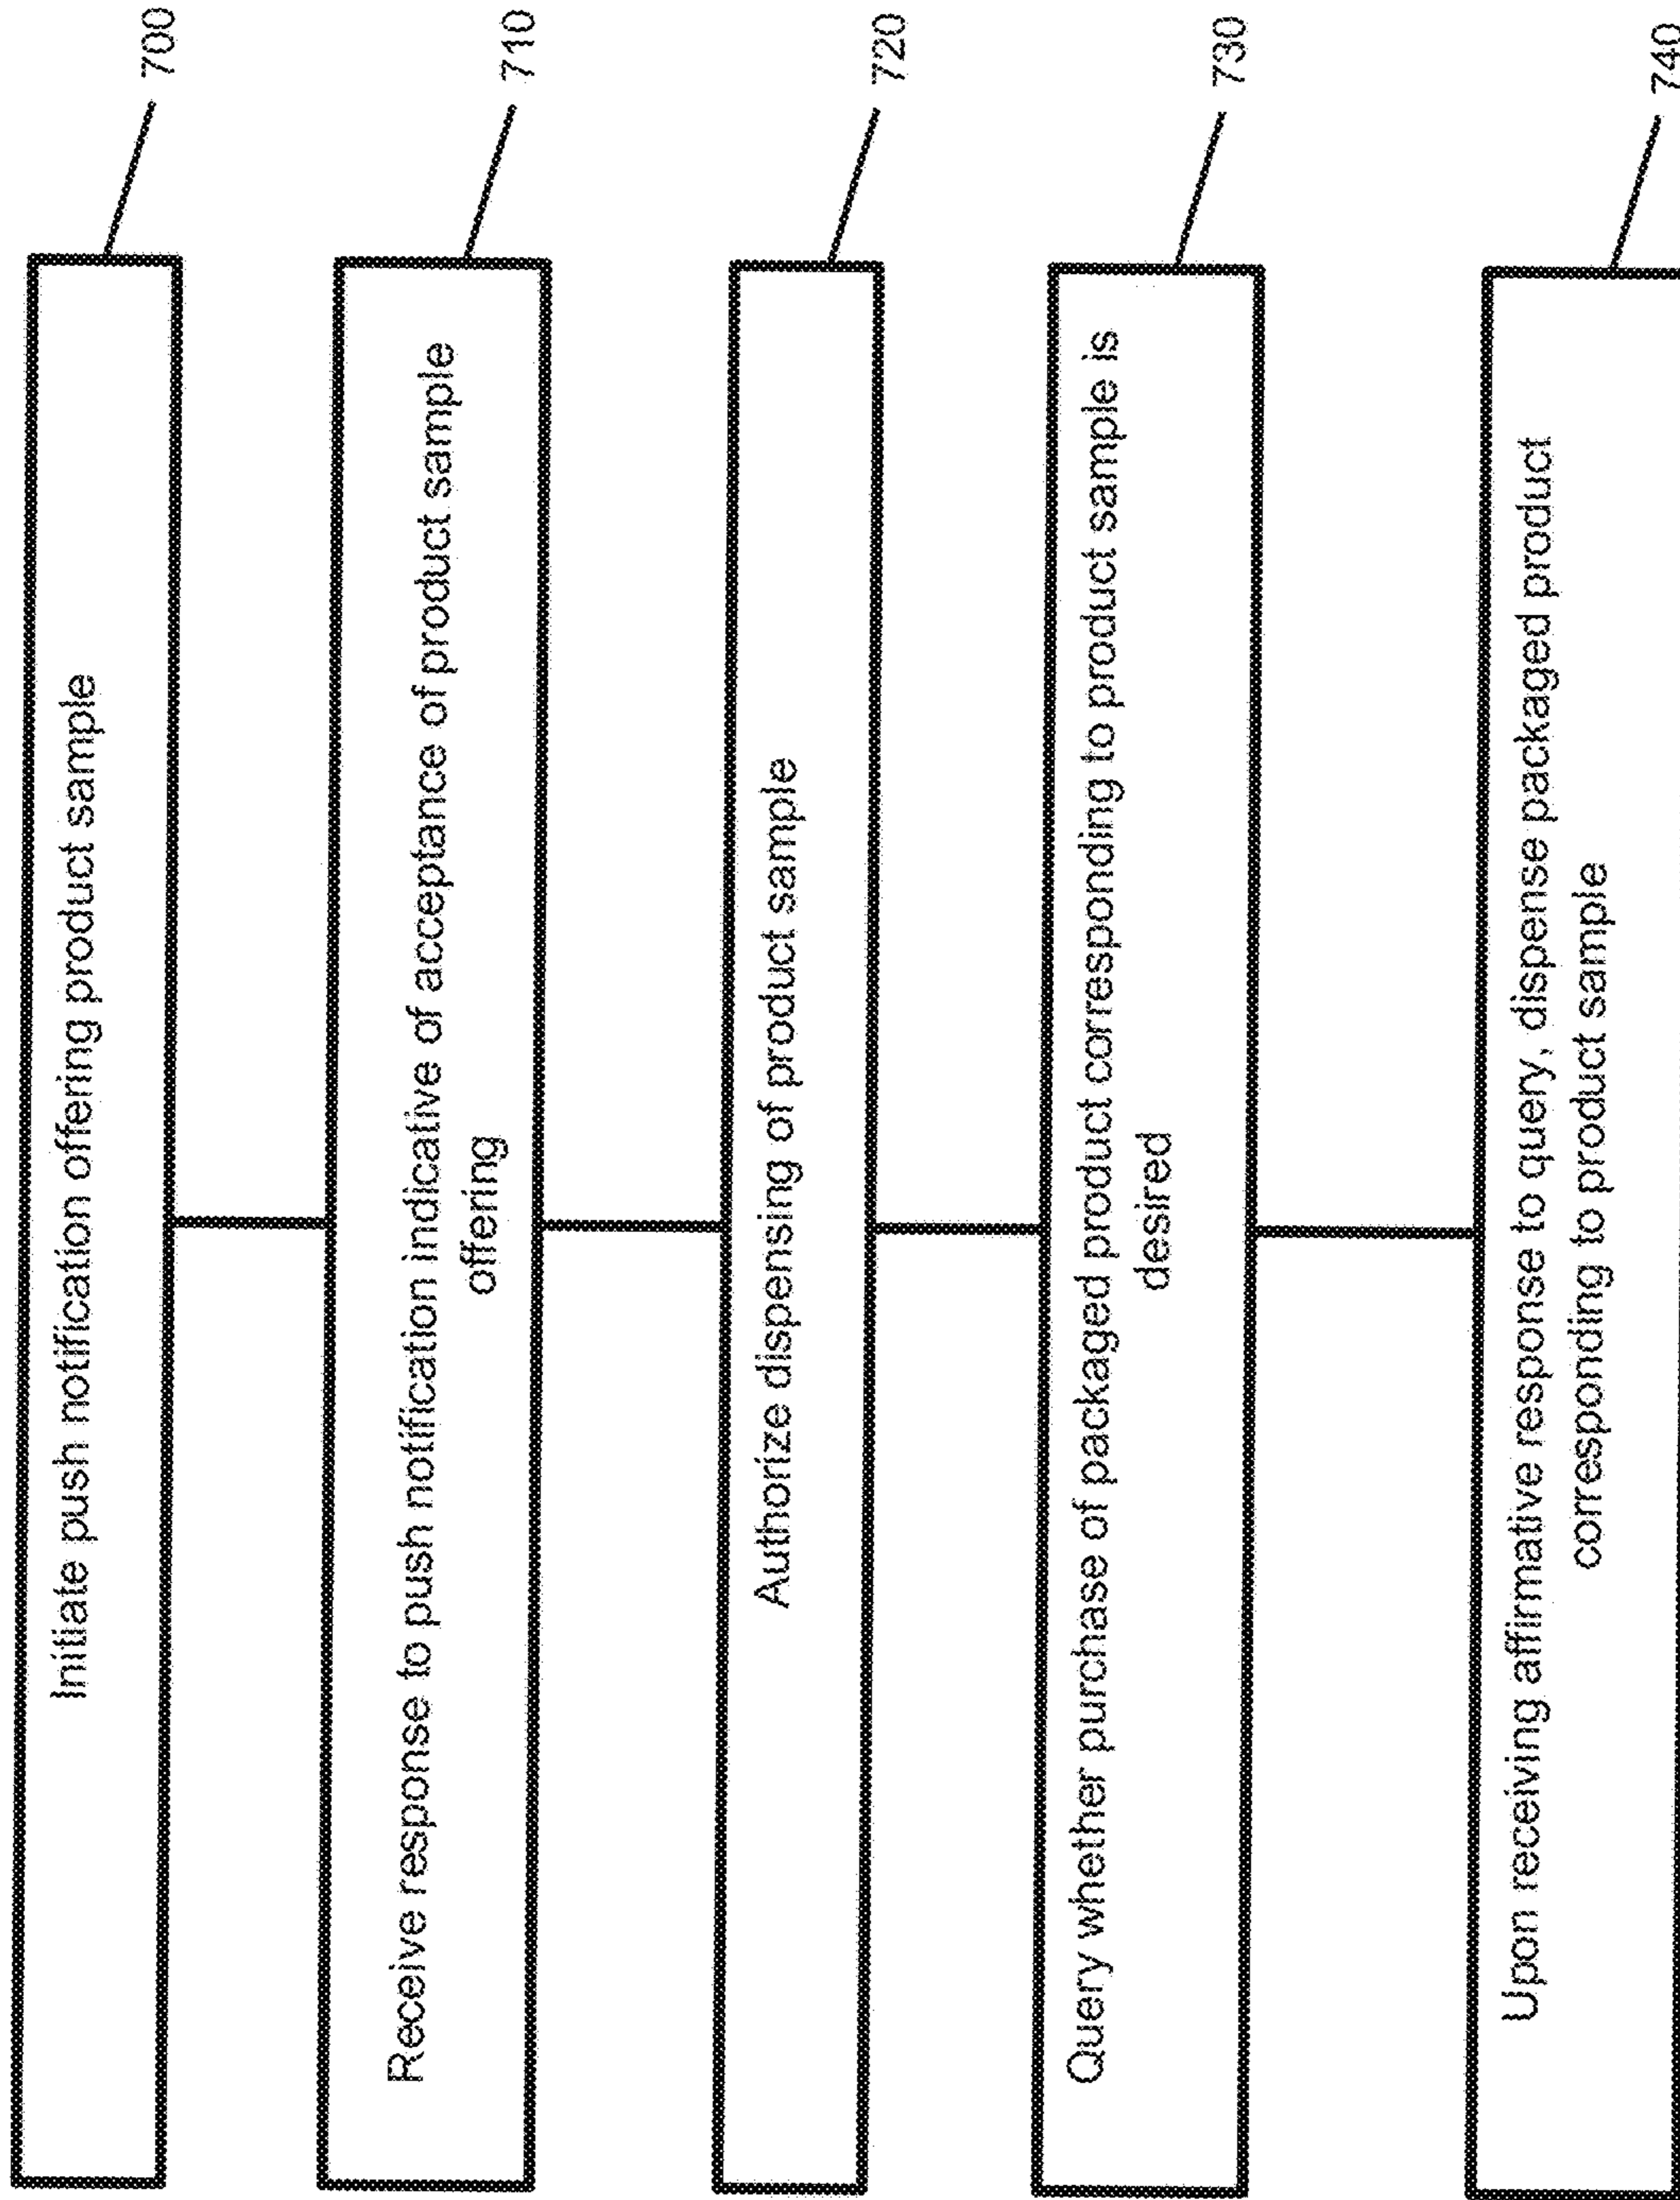 Initiate push notification offering product sample
700
Receive response to push notification indicative of acceptance of product sample
offering
710
Authorize dispensing of product sample
720
Query whether purchase of packaged product corresponding to product sample is
desired
730
Upon receiving affirmative response to query, dispense packaged product
corresponding to product sample
740